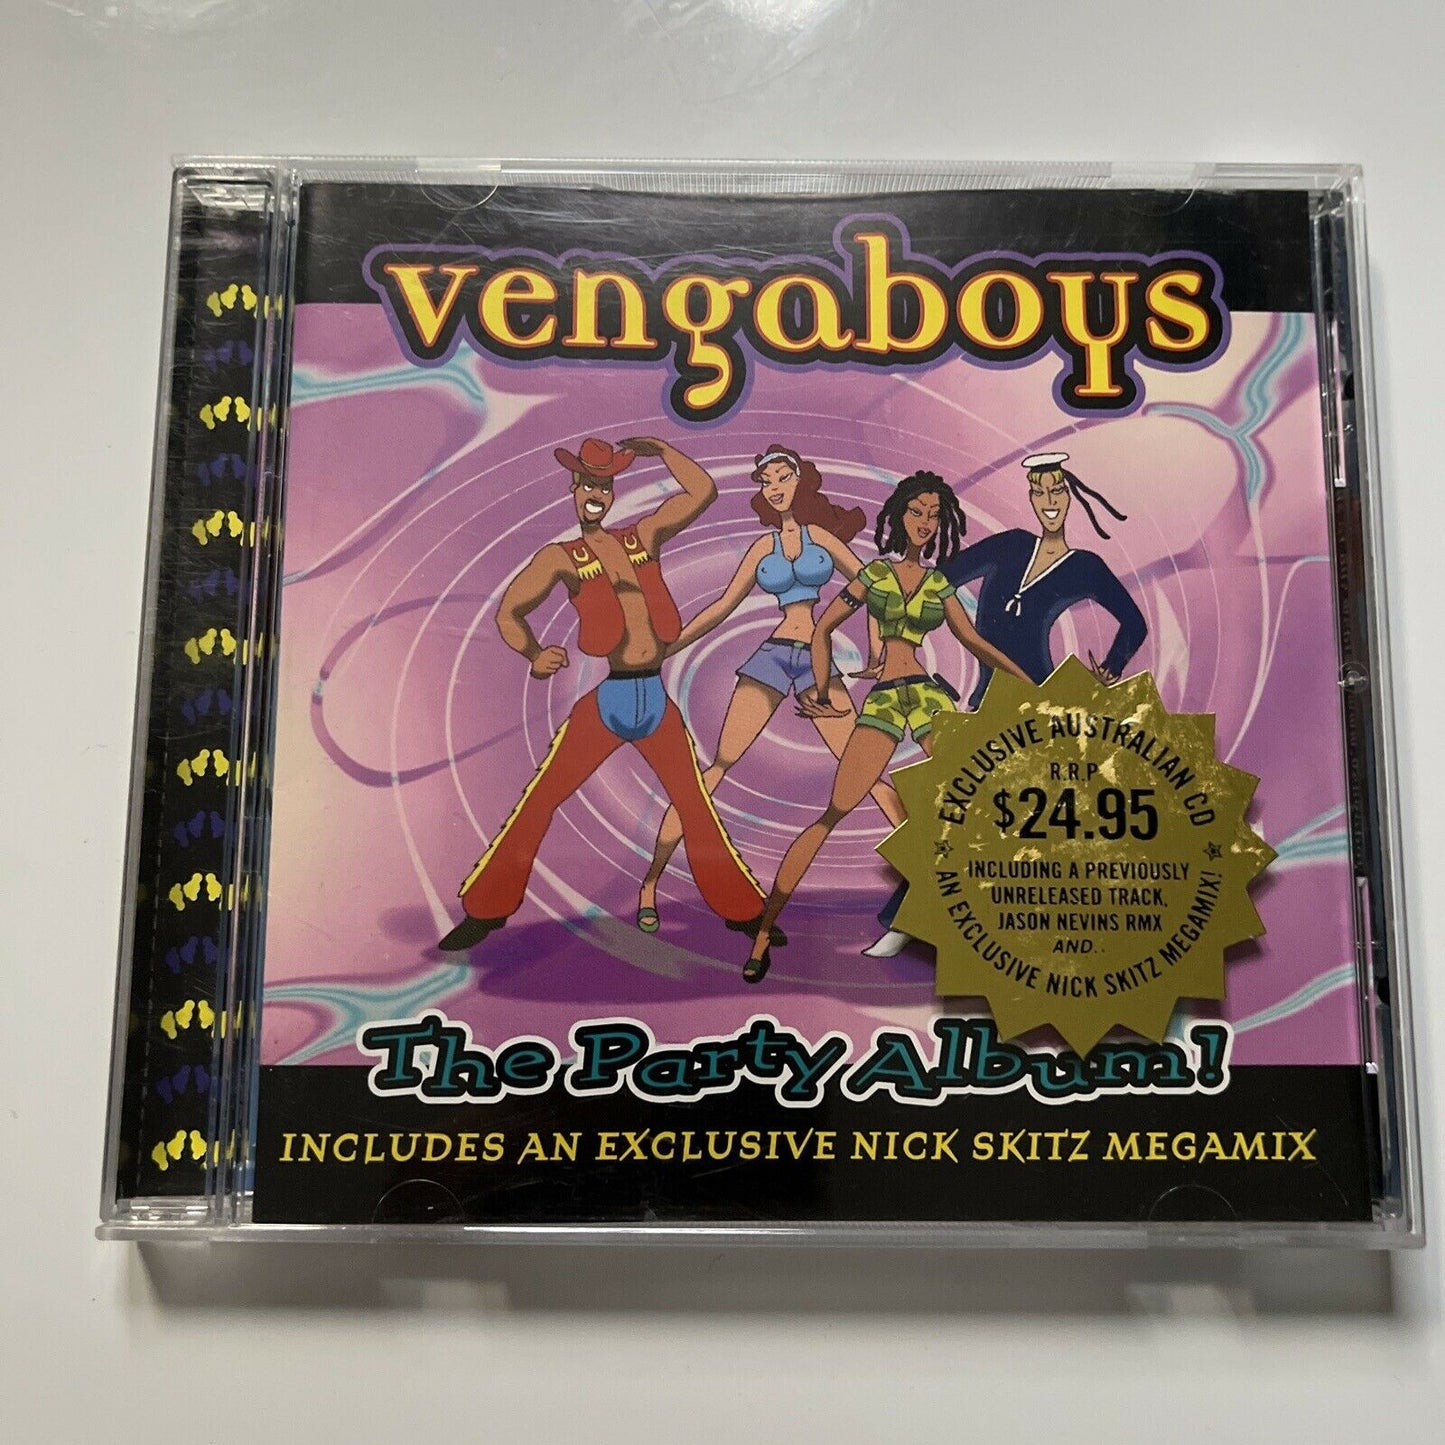 vengaboys
EXCLUSIVE AUSTRALIAN CD
R.R.P
$24.95
INCLUDING A PREVIOUSLY
UNRELEASED TRACK,
JASON NEVINS RMX
AND..
AN EXCLUSIVE NICK SKITZ MEGAMIX!
The Party Album!
INCLUDES AN EXCLUSIVE NICK SKITZ MEGAMIX